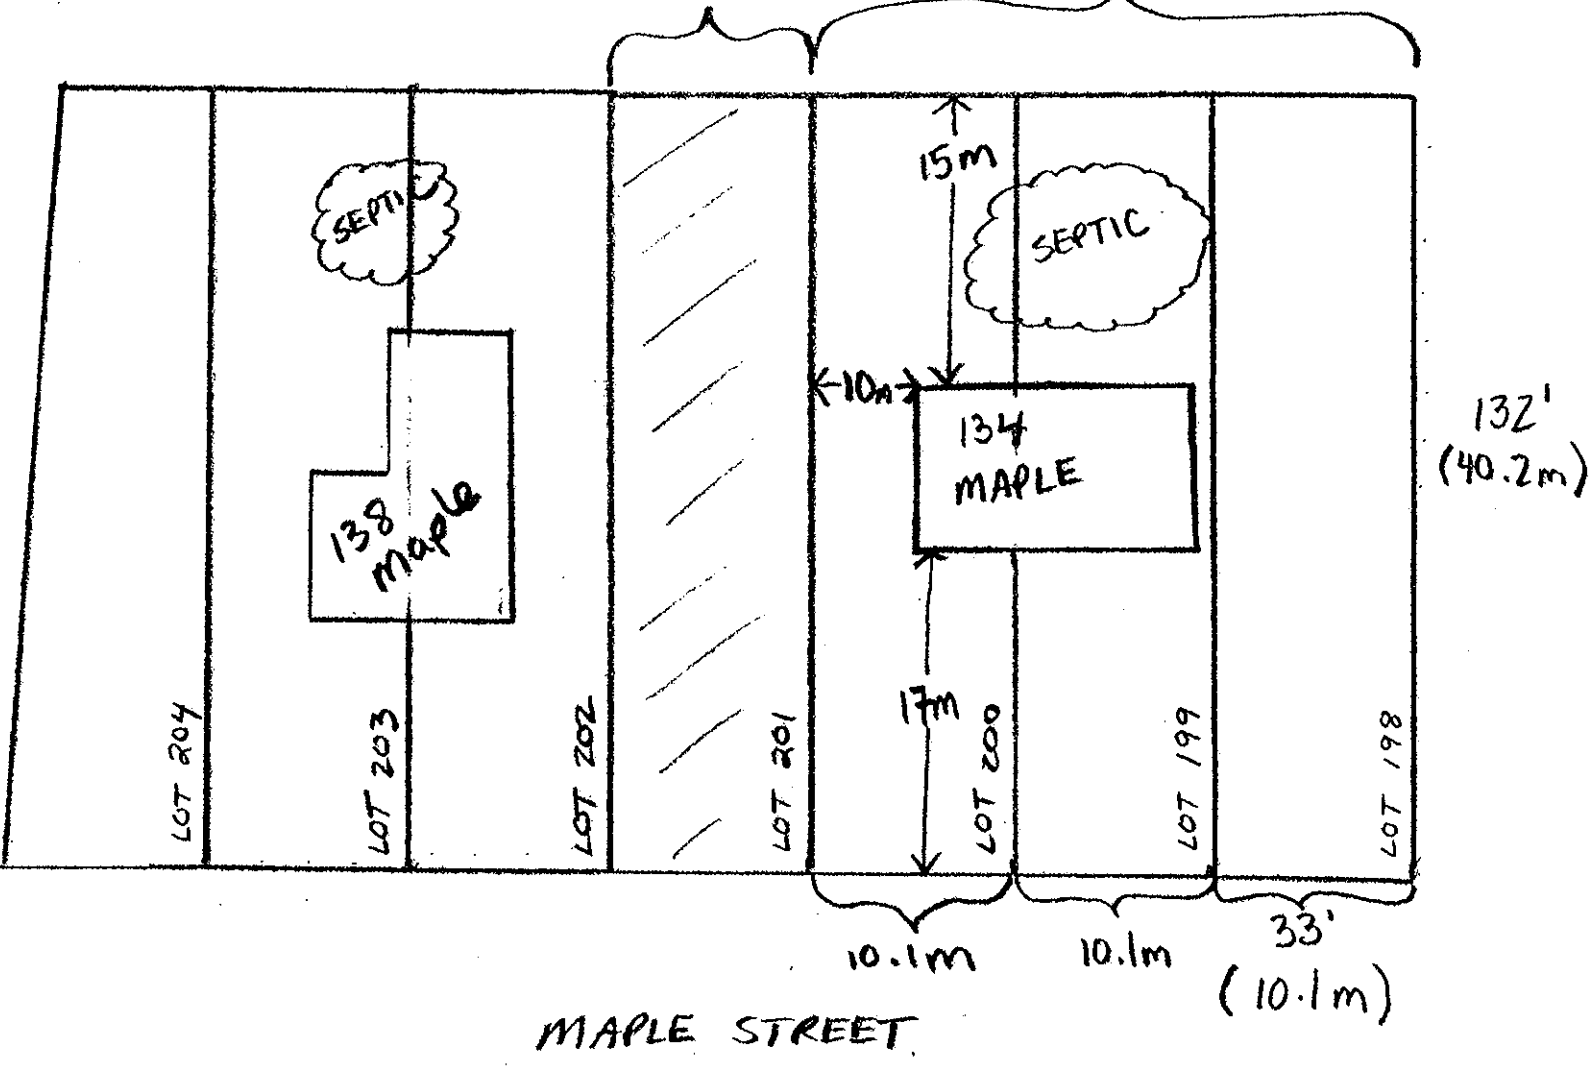 15m
SEPTIC
SEPTIC
10m
132'
(40.2m)
134
MAPLE
138
maple
17m
LOT 204
LOT 203
LOT 202
LOT 201
LOT 200
LOT 199
LOT 198
10.1m
10.1m
33'
(10.1m)
MAPLE STREET